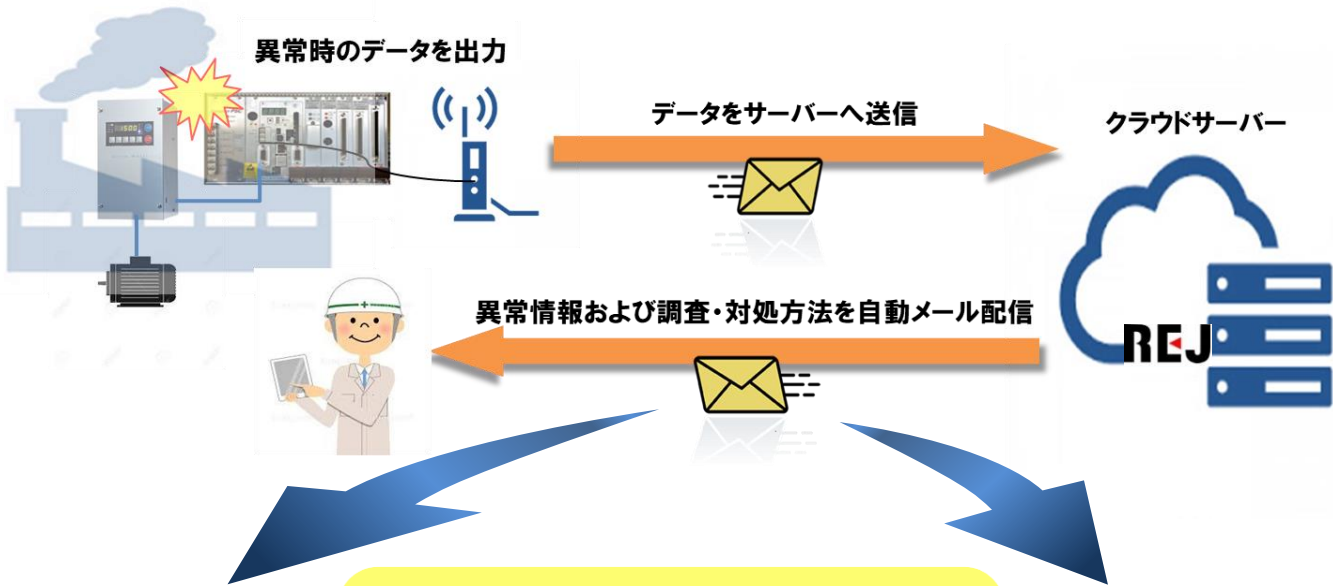 異常時のデータを出力
データをサーバーへ送信
クラウドサーバー
異常情報および調査・対処方法を自動メール配信
REJ